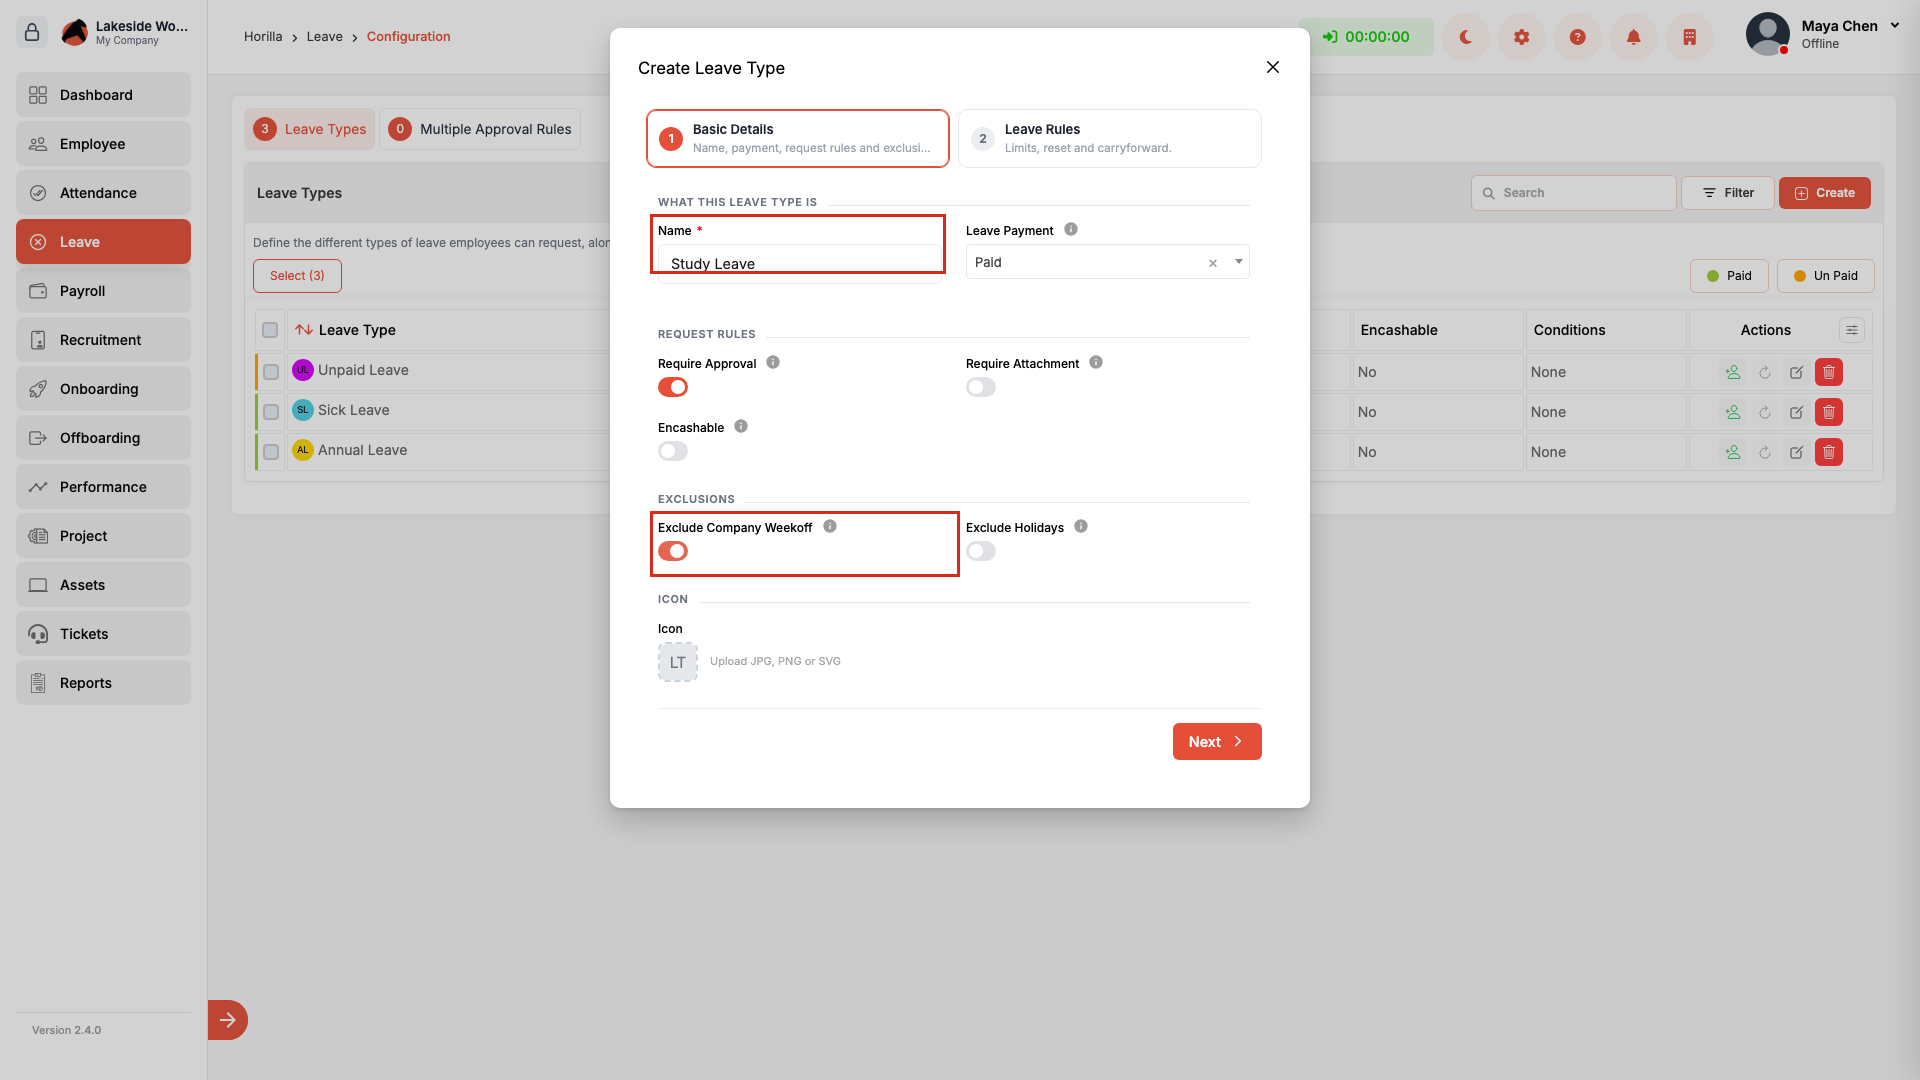 Lakeside Wo...
My Company
Horilla > Leave > Configuration
00:00:00
Maya Chen
Offline
Dashboard
Employee
Attendance
Leave
Payroll
Recruitment
Onboarding
Offboarding
Performance
Project
Assets
Tickets
Reports
Version 2.4.0
3 Leave Types
0 Multiple Approval Rules
Leave Types
Search
Filter
Create
Define the different types of leave employees can request, alon
Select (3)
Paid
Un Paid
Leave Type
Encashable
Conditions
Actions
UL Unpaid Leave
No
None
SL Sick Leave
No
None
AL Annual Leave
No
None
Create Leave Type
1
Basic Details
Name, payment, request rules and exclusi...
2
Leave Rules
Limits, reset and carryforward.
WHAT THIS LEAVE TYPE IS
Name *
Study Leave
Leave Payment
Paid
REQUEST RULES
Require Approval
Require Attachment
Encashable
EXCLUSIONS
Exclude Company Weekoff
Exclude Holidays
ICON
Icon
LT
Upload JPG, PNG or SVG
Next